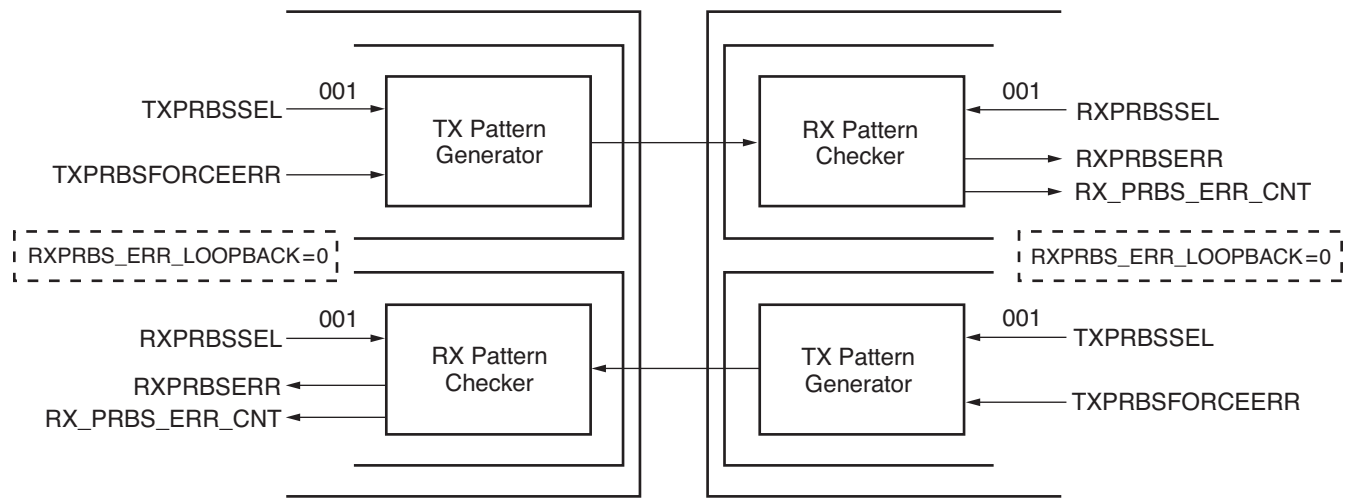 001
TXPRBSSEL
TX Pattern
Generator
TXPRBSFORCEERR
RX Pattern
Checker
001
RXPRBSSEL
RXPRBSERR
RX_PRBS_ERR_CNT
RXPRBS_ERR_LOOPBACK=0
RXPRBS_ERR_LOOPBACK=0
001
RXPRBSSEL
RX Pattern
Checker
RXPRBSERR
RX_PRBS_ERR_CNT
TX Pattern
Generator
001
TXPRBSSEL
TXPRBSFORCEERR